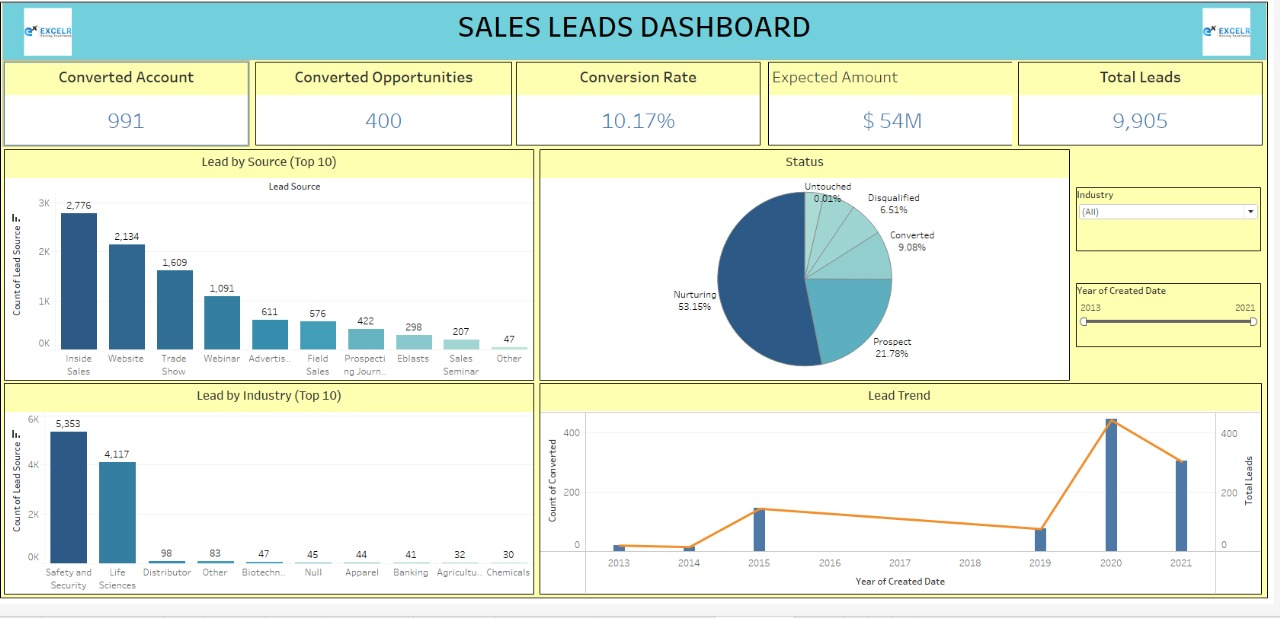 SALES LEADS DASHBOARD
EXCELR
EXCELR
Converted Account
991
Converted Opportunities
400
Conversion Rate
10.17%
Expected Amount
$ 54M
Total Leads
9,905
Lead by Source (Top 10)
Lead Source
Count of Lead Source
3K
2K
1K
0K
2,776
2,134
1,609
1,091
611
576
422
298
207
47
Inside
Sales
Website
Trade
Show
Webinar
Advertis..
Field
Sales
Prospecti
ng Journ..
Eblasts
Sales
Seminar
Other
Status
Untouched
0.01%
Disqualified
6.51%
Converted
9.08%
Nurturing
53.15%
Prospect
21.78%
Industry
(All)
Year of Created Date
2013 2021
Lead by Industry (Top 10)
Count of Lead Source
6K
4K
2K
0K
5,353
4,117
98
83
47
45
44
41
32
30
Safety and
Security
Life
Sciences
Distributor
Other
Biotechn..
Null
Apparel
Banking
Agricultu..
Chemicals
Lead Trend
Count of Converted
400
200
0
400
200
0
Total Leads
2013 2014 2015 2016 2017 2018 2019 2020 2021
Year of Created Date